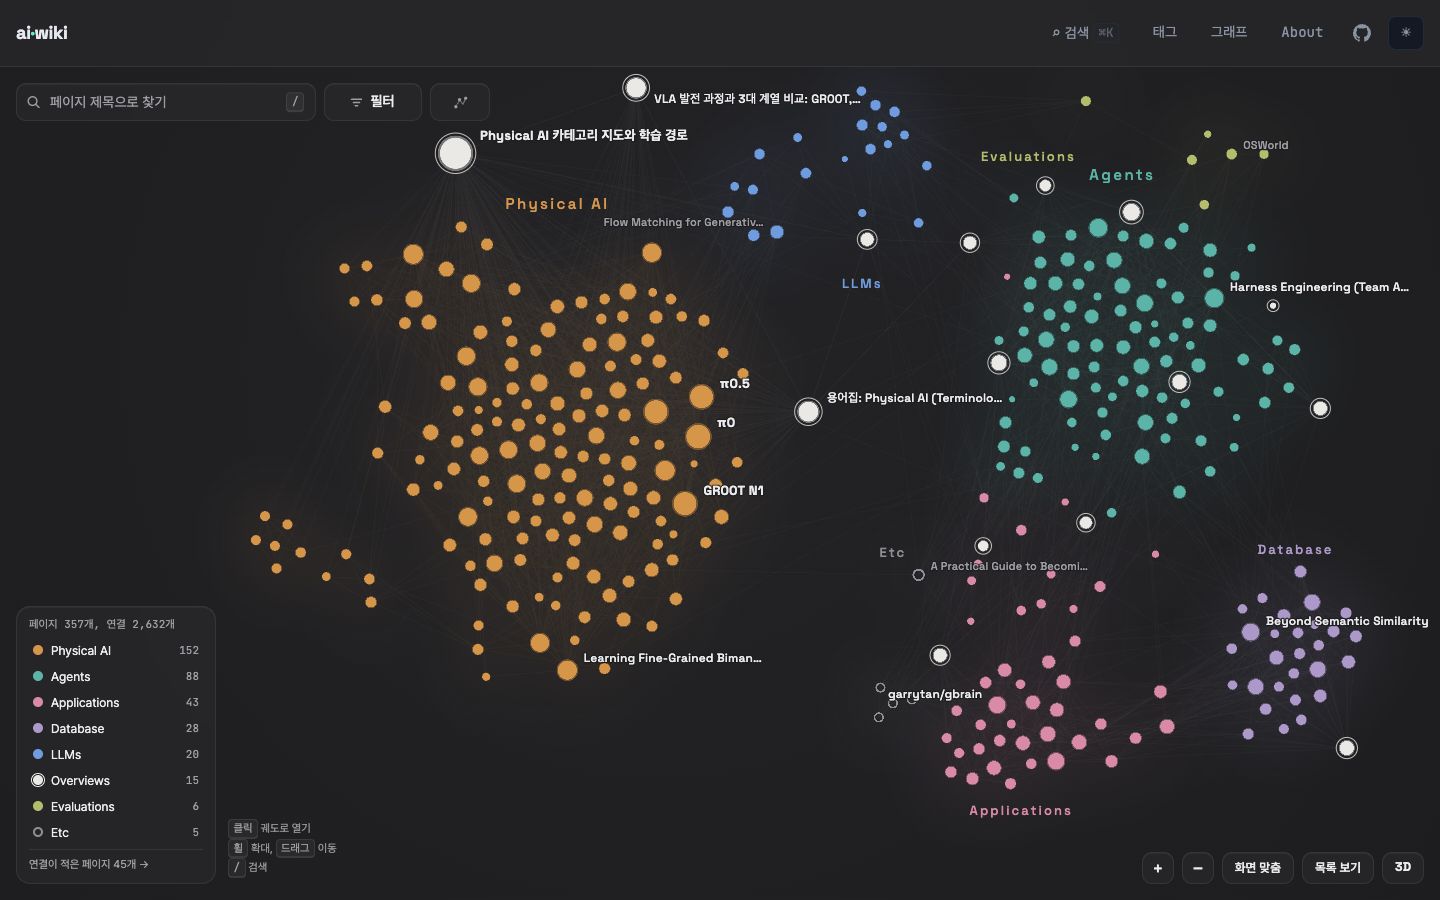 ai·wiki
검색 ⌘K
태그
그래프
About
페이지 제목으로 찾기 /
필터
VLA 발전 과정과 3대 계열 비교: GROOT,...
Physical AI 카테고리 지도와 학습 경로
Evaluations
OSWorld
Agents
Physical AI
Flow Matching for Generativ...
LLMs
Harness Engineering (Team A...
π0.5
용어집: Physical AI (Terminolo...
π0
GROOT N1
Etc
A Practical Guide to Becomi...
Database
Beyond Semantic Similarity
Learning Fine-Grained Biman...
garrytan/gbrain
Applications
페이지 357개, 연결 2,632개
Physical AI 152
Agents 88
Applications 43
Database 28
LLMs 20
Overviews 15
Evaluations 6
Etc 5
연결이 적은 페이지 45개 →
클릭 궤도로 열기
휠 확대, 드래그 이동
/ 검색
+
−
화면 맞춤
목록 보기
3D